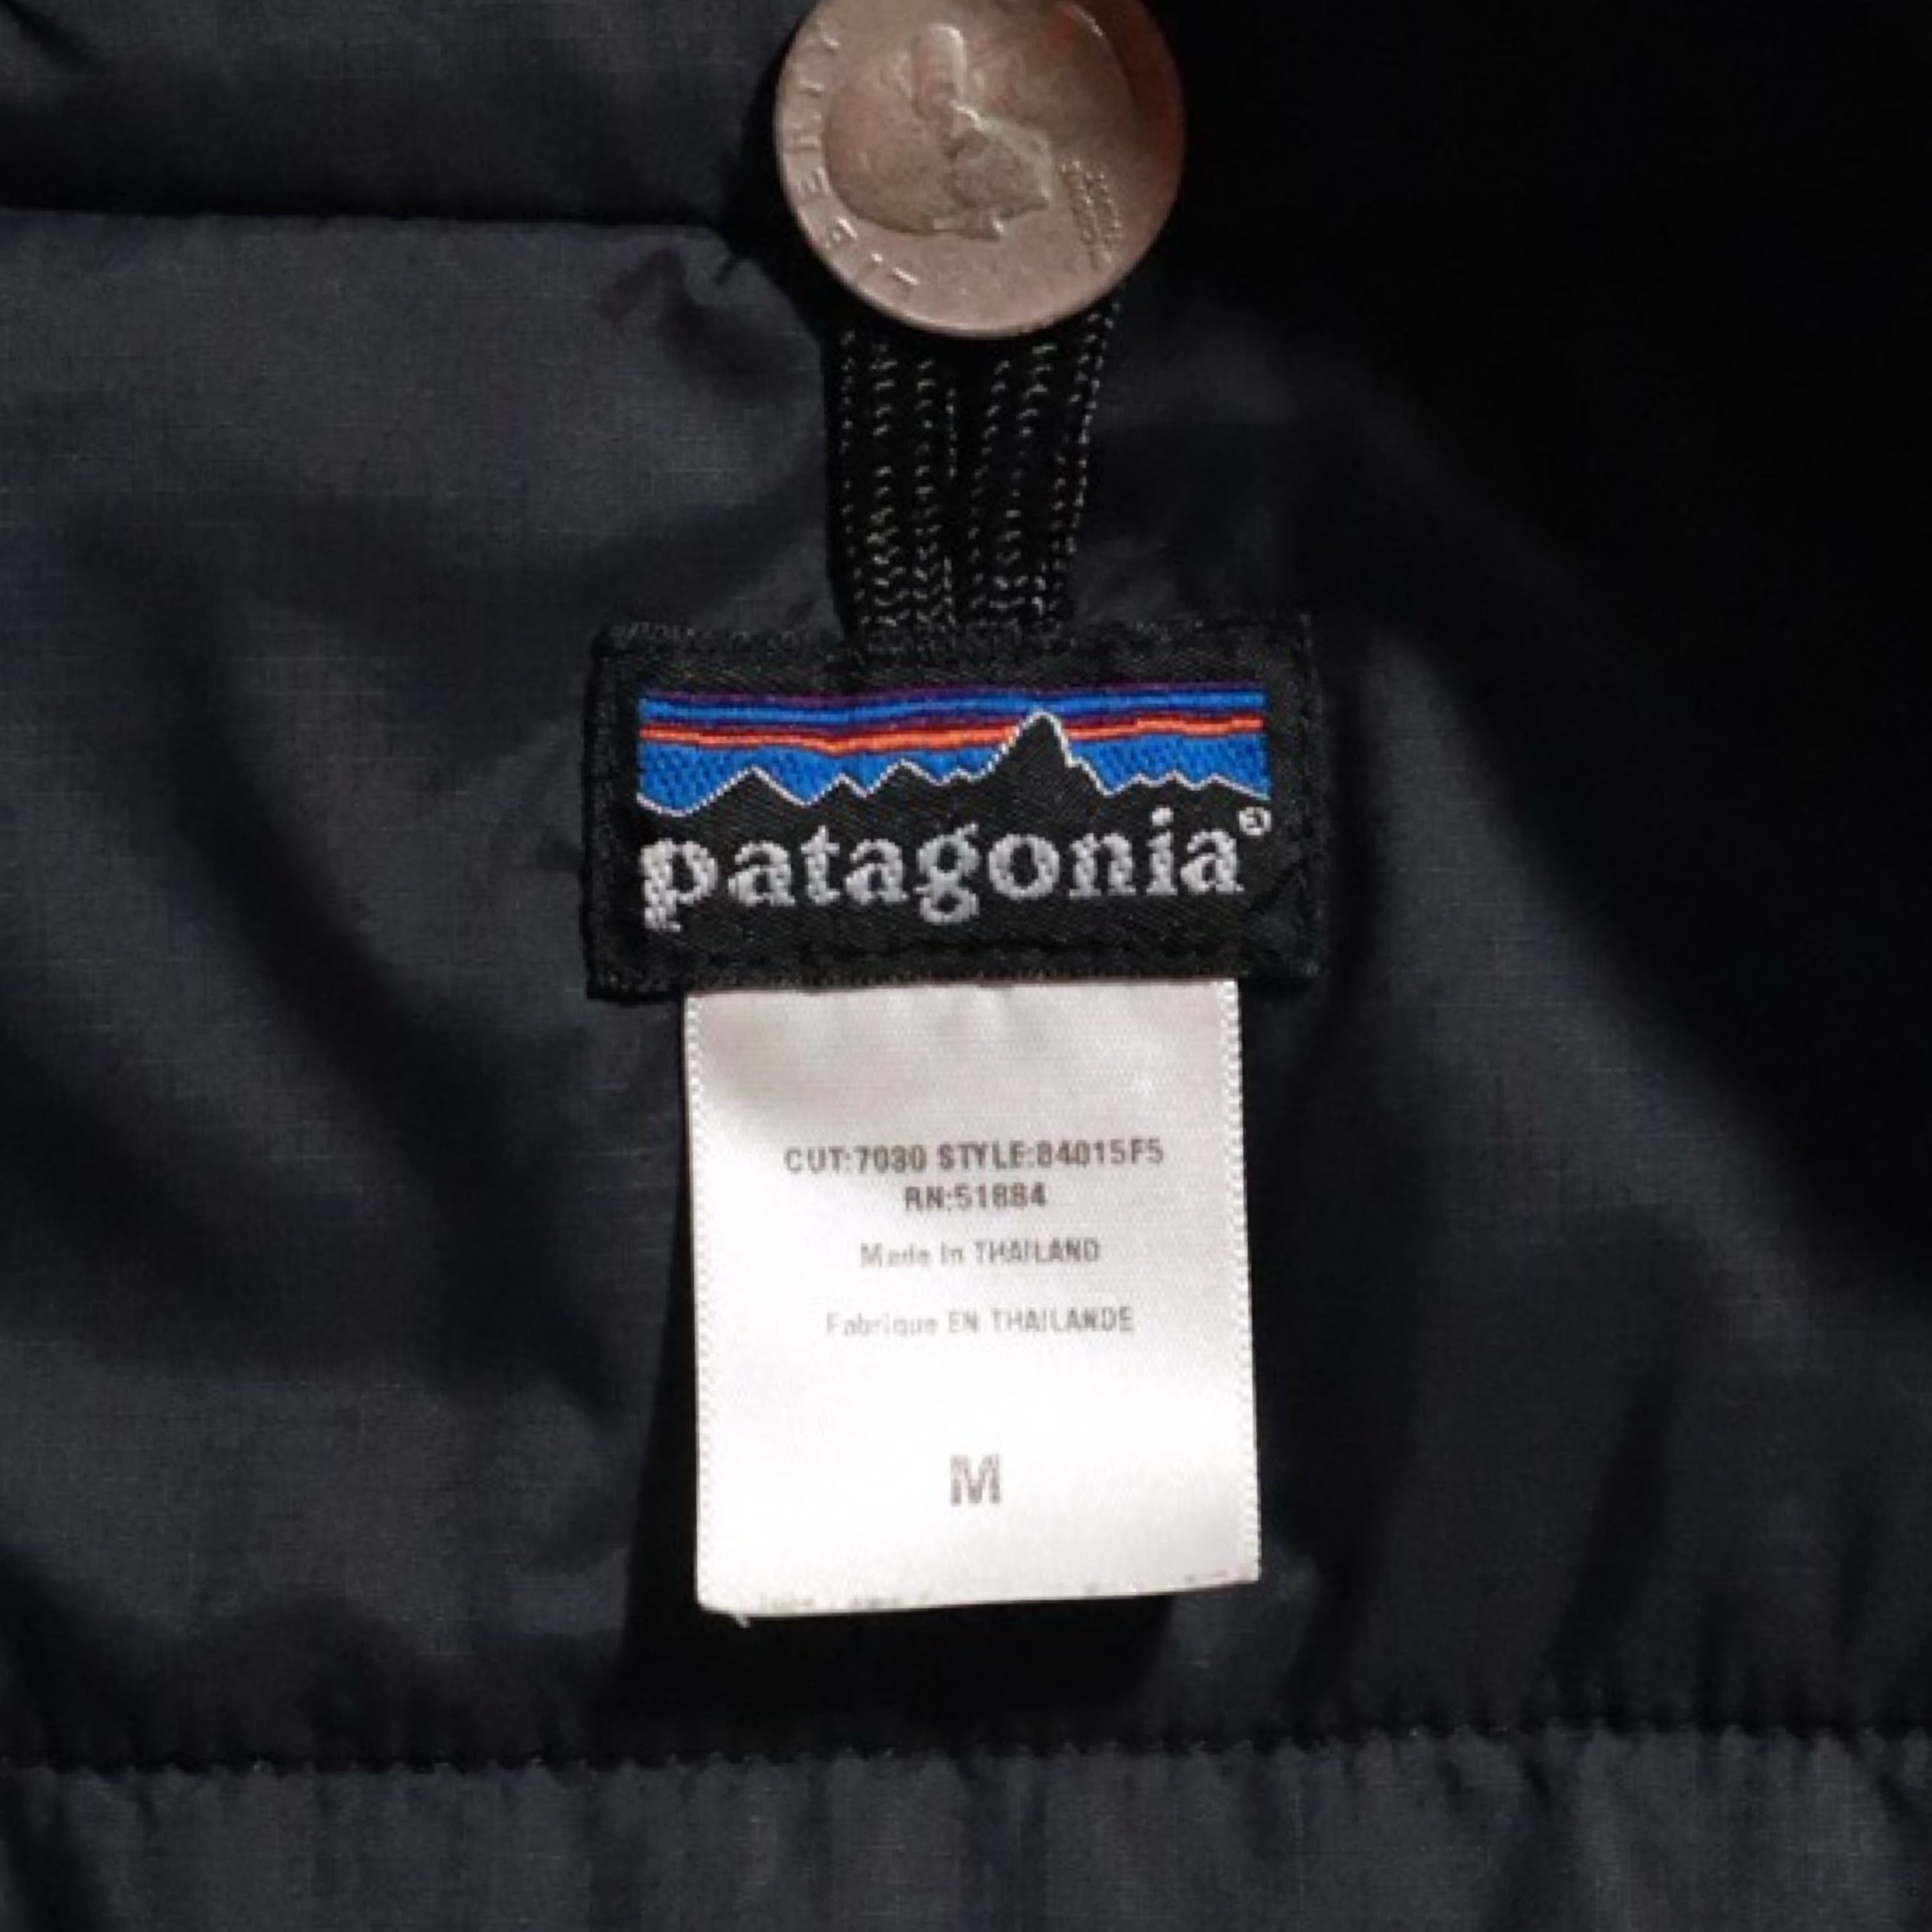 LIBERTY
patagonia®
CUT:7030 STYLE:84015F5
RN:51884
Made In THAILAND
Fabrique EN THAILANDE
M